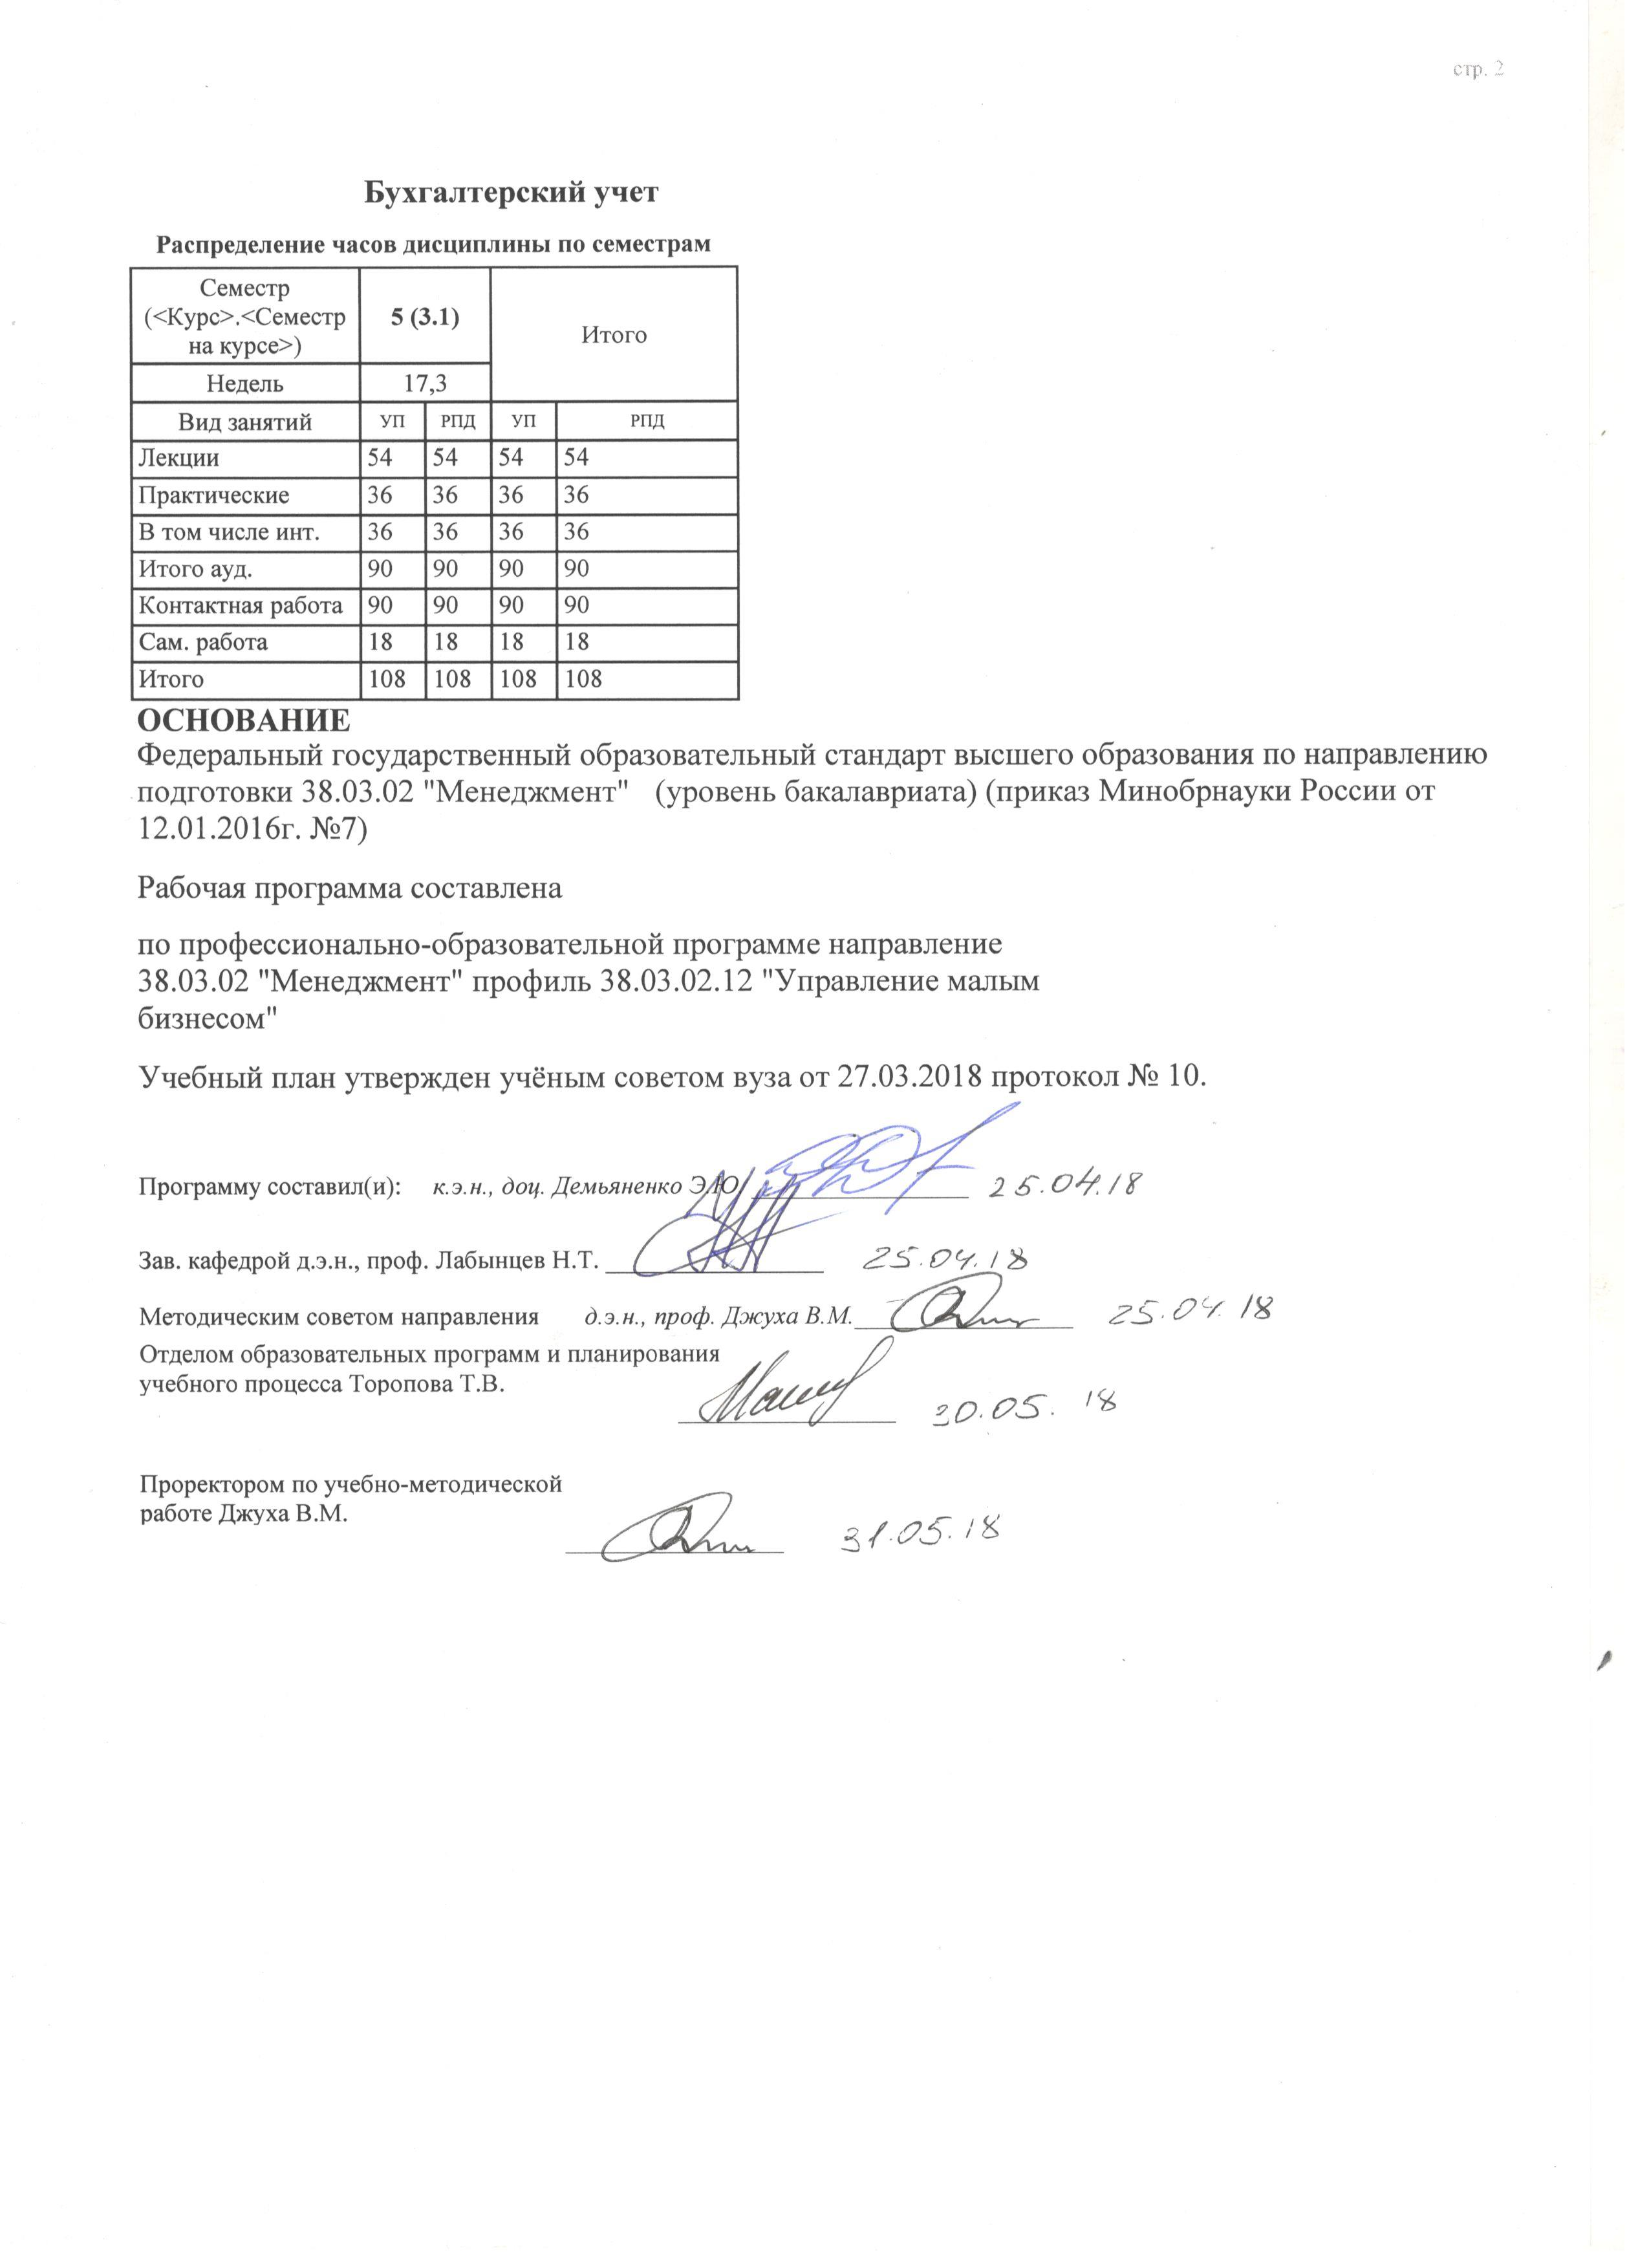 стр. 2
Бухгалтерский учет
Распределение часов дисциплины по семестрам
Семестр
(<Курс>.<Семестр
на курсе>)
5 (3.1)
Итого
Недель 17,3
Вид занятий УП РПД УП РПД
Лекции 54 54 54 54
Практические 36 36 36 36
В том числе инт. 36 36 36 36
Итого ауд. 90 90 90 90
Контактная работа 90 90 90 90
Сам. работа 18 18 18 18
Итого 108 108 108 108
ОСНОВАНИЕ
Федеральный государственный образовательный стандарт высшего образования по направлению
подготовки 38.03.02 "Менеджмент" (уровень бакалавриата) (приказ Минобрнауки России от
12.01.2016г. №7)
Рабочая программа составлена
по профессионально-образовательной программе направление
38.03.02 "Менеджмент" профиль 38.03.02.12 "Управление малым
бизнесом"
Учебный план утвержден учёным советом вуза от 27.03.2018 протокол № 10.
Программу составил(и): к.э.н., доц. Демьяненко Э.Ю. 25.04.18
Зав. кафедрой д.э.н., проф. Лабынцев Н.Т. 25.04.18
Методическим советом направления д.э.н., проф. Джуха В.М. 25.04.18
Отделом образовательных программ и планирования
учебного процесса Торопова Т.В.
30.05.18
Проректором по учебно-методической
работе Джуха В.М.
31.05.18